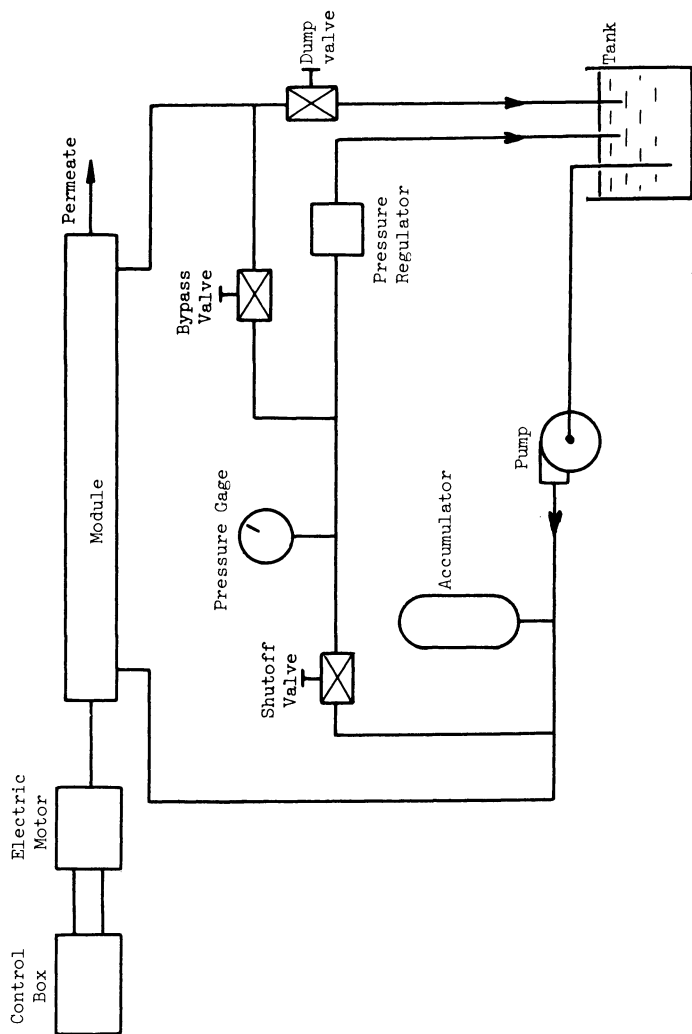 Control
Box
Electric
Motor
Module
Permeate
Shutoff
Valve
Pressure Gage
Bypass
Valve
Dump
valve
Accumulator
Pump
Pressure
Regulator
Tank